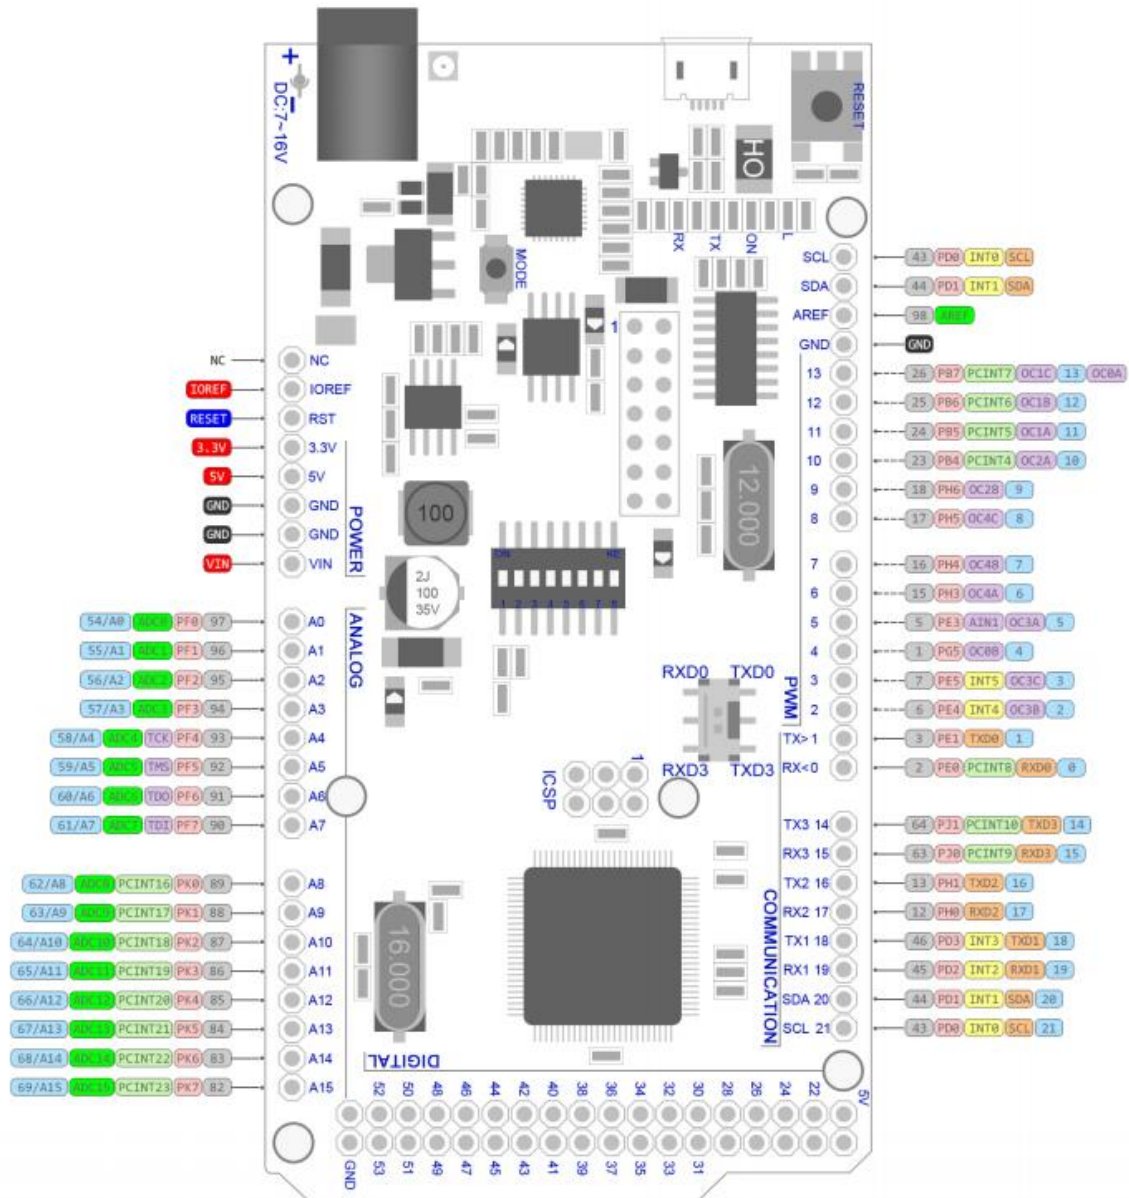 DC:7~16V
RESET
HO
RX
TX
ON
L
MODE
SCL 43 PD0 INT0 SCL
SDA 44 PD1 INT1 SDA
AREF 98 AREF
GND GND
13 26 PB7 PCINT7 OC1C 13 OC0A
12 25 PB6 PCINT6 OC1B 12
11 24 PB5 PCINT5 OC1A 11
10 23 PB4 PCINT4 OC2A 10
9 18 PH6 OC2B 9
8 17 PH5 OC4C 8
7 16 PH4 OC4B 7
6 15 PH3 OC4A 6
5 5 PE3 AIN1 OC3A 5
4 1 PG5 OC0B 4
3 7 PE5 INT5 OC3C 3
2 6 PE4 INT4 OC3B 2
TX>1 3 PE1 TXD0 1
RX<0 2 PE0 PCINT8 RXD0 0
TX3 14 64 PJ1 PCINT10 TXD3 14
RX3 15 63 PJ0 PCINT9 RXD3 15
TX2 16 13 PH1 TXD2 16
RX2 17 12 PH0 RXD2 17
TX1 18 46 PD3 INT3 TXD1 18
RX1 19 45 PD2 INT2 RXD1 19
SDA 20 44 PD1 INT1 SDA 20
SCL 21 43 PD0 INT0 SCL 21
PWM
COMMUNICATION
NC NC
IOREF IOREF
RESET RST
3.3V 3.3V
5V 5V
GND GND
GND GND
VIN VIN
POWER
ANALOG
54/A0 ADC0 PF0 97 A0
55/A1 ADC1 PF1 96 A1
56/A2 ADC2 PF2 95 A2
57/A3 ADC3 PF3 94 A3
58/A4 ADC4 TCK PF4 93 A4
59/A5 ADC5 TMS PF5 92 A5
60/A6 ADC6 TDO PF6 91 A6
61/A7 ADC7 TDI PF7 90 A7
62/A8 PCINT16 PK0 89 A8
63/A9 ADC9 PCINT17 PK1 88 A9
64/A10 ADC10 PCINT18 PK2 87 A10
65/A11 ADC11 PCINT19 PK3 86 A11
66/A12 ADC12 PCINT20 PK4 85 A12
67/A13 ADC13 PCINT21 PK5 84 A13
68/A14 ADC14 PCINT22 PK6 83 A14
69/A15 ADC15 PCINT23 PK7 82 A15
1
12.000
100
2J
100
35V
ON
1 2 3 4 5 6 7 8
RXD0 TXD0
RXD3 TXD3
ICSP
1
16.000
DIGITAL
52 50 48 46 44 42 40 38 36 34 32 30 28 26 24 22 5V
GND 53 51 49 47 45 43 41 39 37 35 33 31